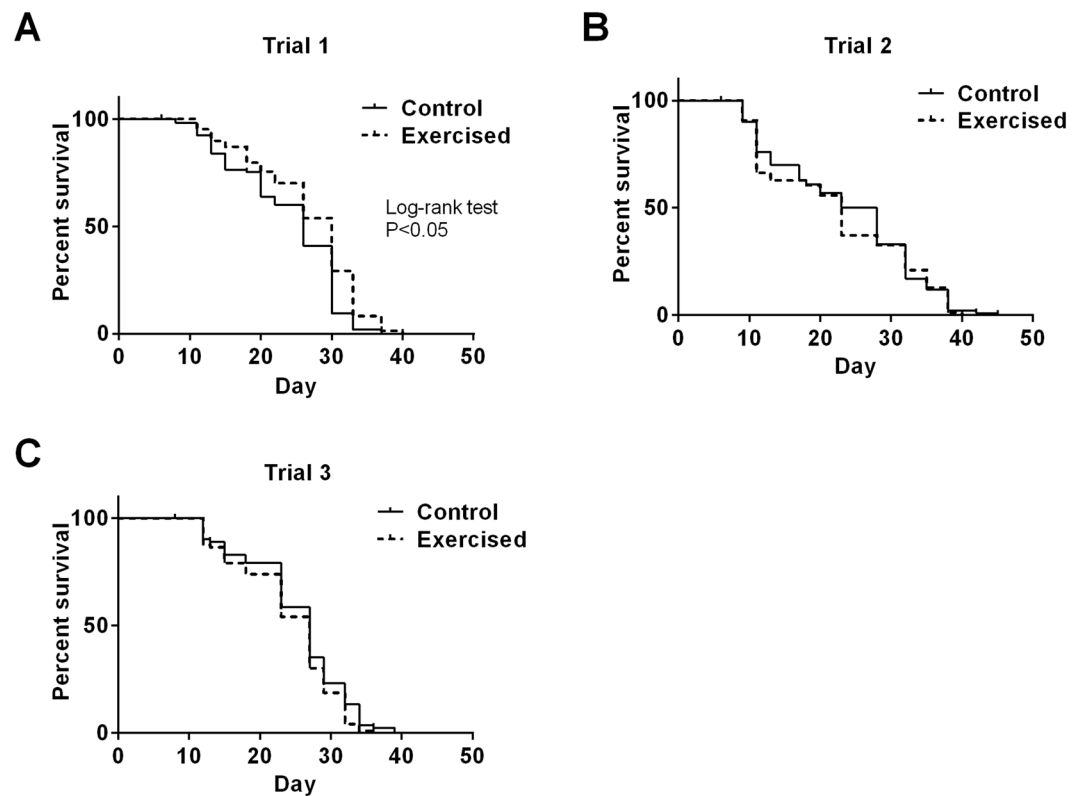 A
Trial 1
Percent survival
100
50
0
0 10 20 30 40 50
Day
Control
Exercised
Log-rank test
P<0.05
B
Trial 2
Percent survival
100
50
0
0 10 20 30 40 50
Day
Control
Exercised
C
Trial 3
Percent survival
100
50
0
0 10 20 30 40 50
Day
Control
Exercised